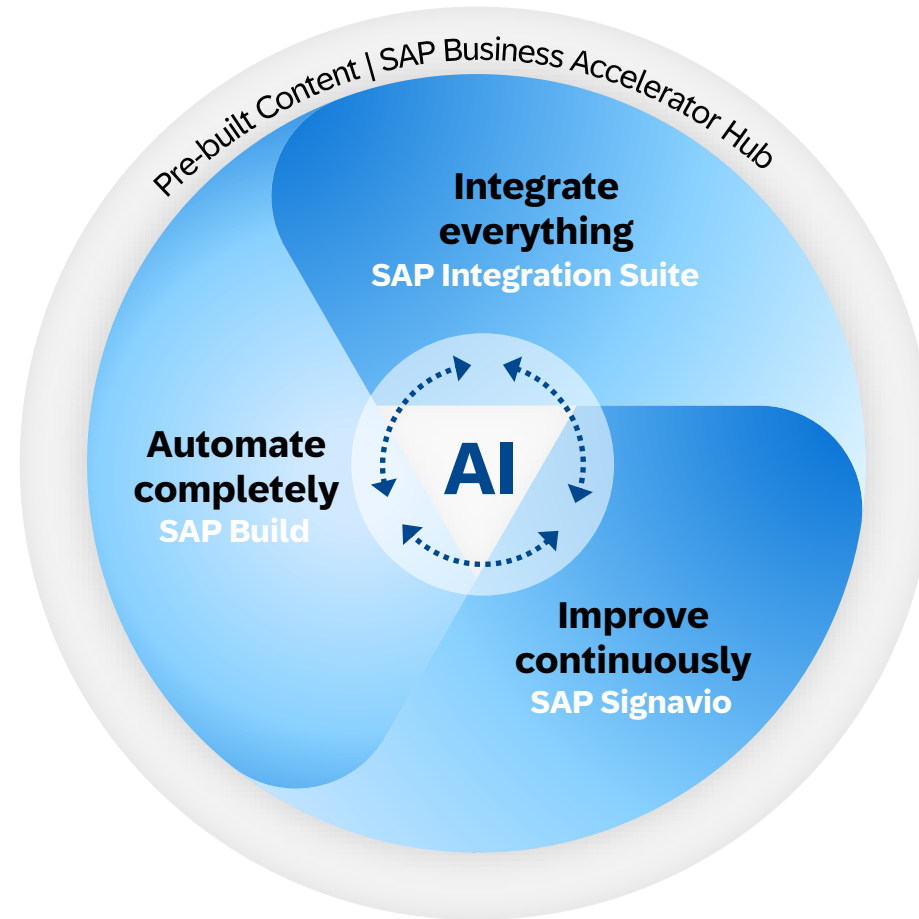 Pre-built Content | SAP Business Accelerator Hub
Integrate
everything
SAP Integration Suite
Automate
completely
SAP Build
AI
Improve
continuously
SAP Signavio